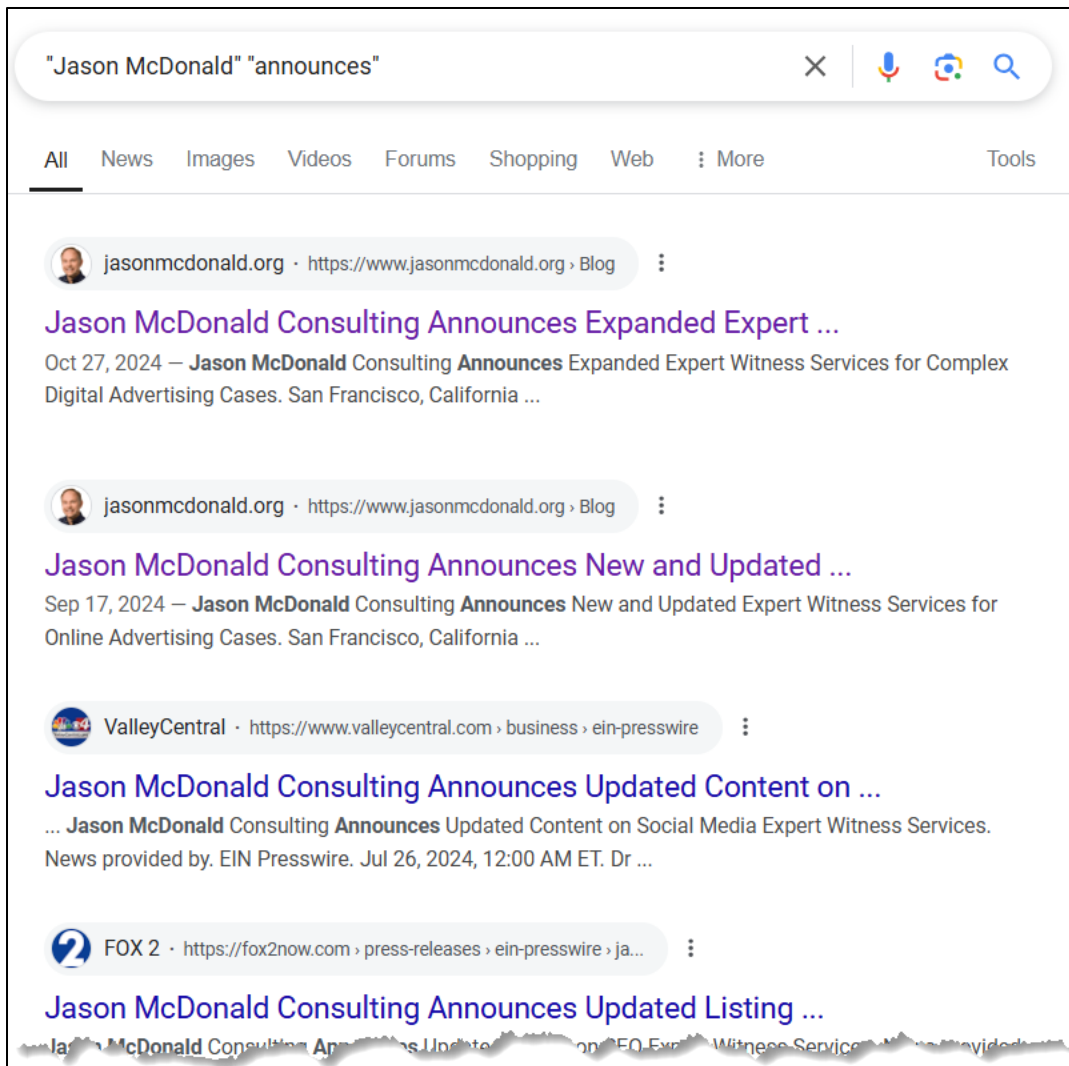 "Jason McDonald" "announces"
All News Images Videos Forums Shopping Web More Tools
jasonmcdonald.org · https://www.jasonmcdonald.org › Blog
Jason McDonald Consulting Announces Expanded Expert ...
Oct 27, 2024 — Jason McDonald Consulting Announces Expanded Expert Witness Services for Complex
Digital Advertising Cases. San Francisco, California ...
jasonmcdonald.org · https://www.jasonmcdonald.org › Blog
Jason McDonald Consulting Announces New and Updated ...
Sep 17, 2024 — Jason McDonald Consulting Announces New and Updated Expert Witness Services for
Online Advertising Cases. San Francisco, California ...
ValleyCentral · https://www.valleycentral.com › business › ein-presswire
Jason McDonald Consulting Announces Updated Content on ...
... Jason McDonald Consulting Announces Updated Content on Social Media Expert Witness Services.
News provided by. EIN Presswire. Jul 26, 2024, 12:00 AM ET. Dr ...
2
FOX 2 · https://fox2now.com › press-releases › ein-presswire › ja...
Jason McDonald Consulting Announces Updated Listing ...
McDonald